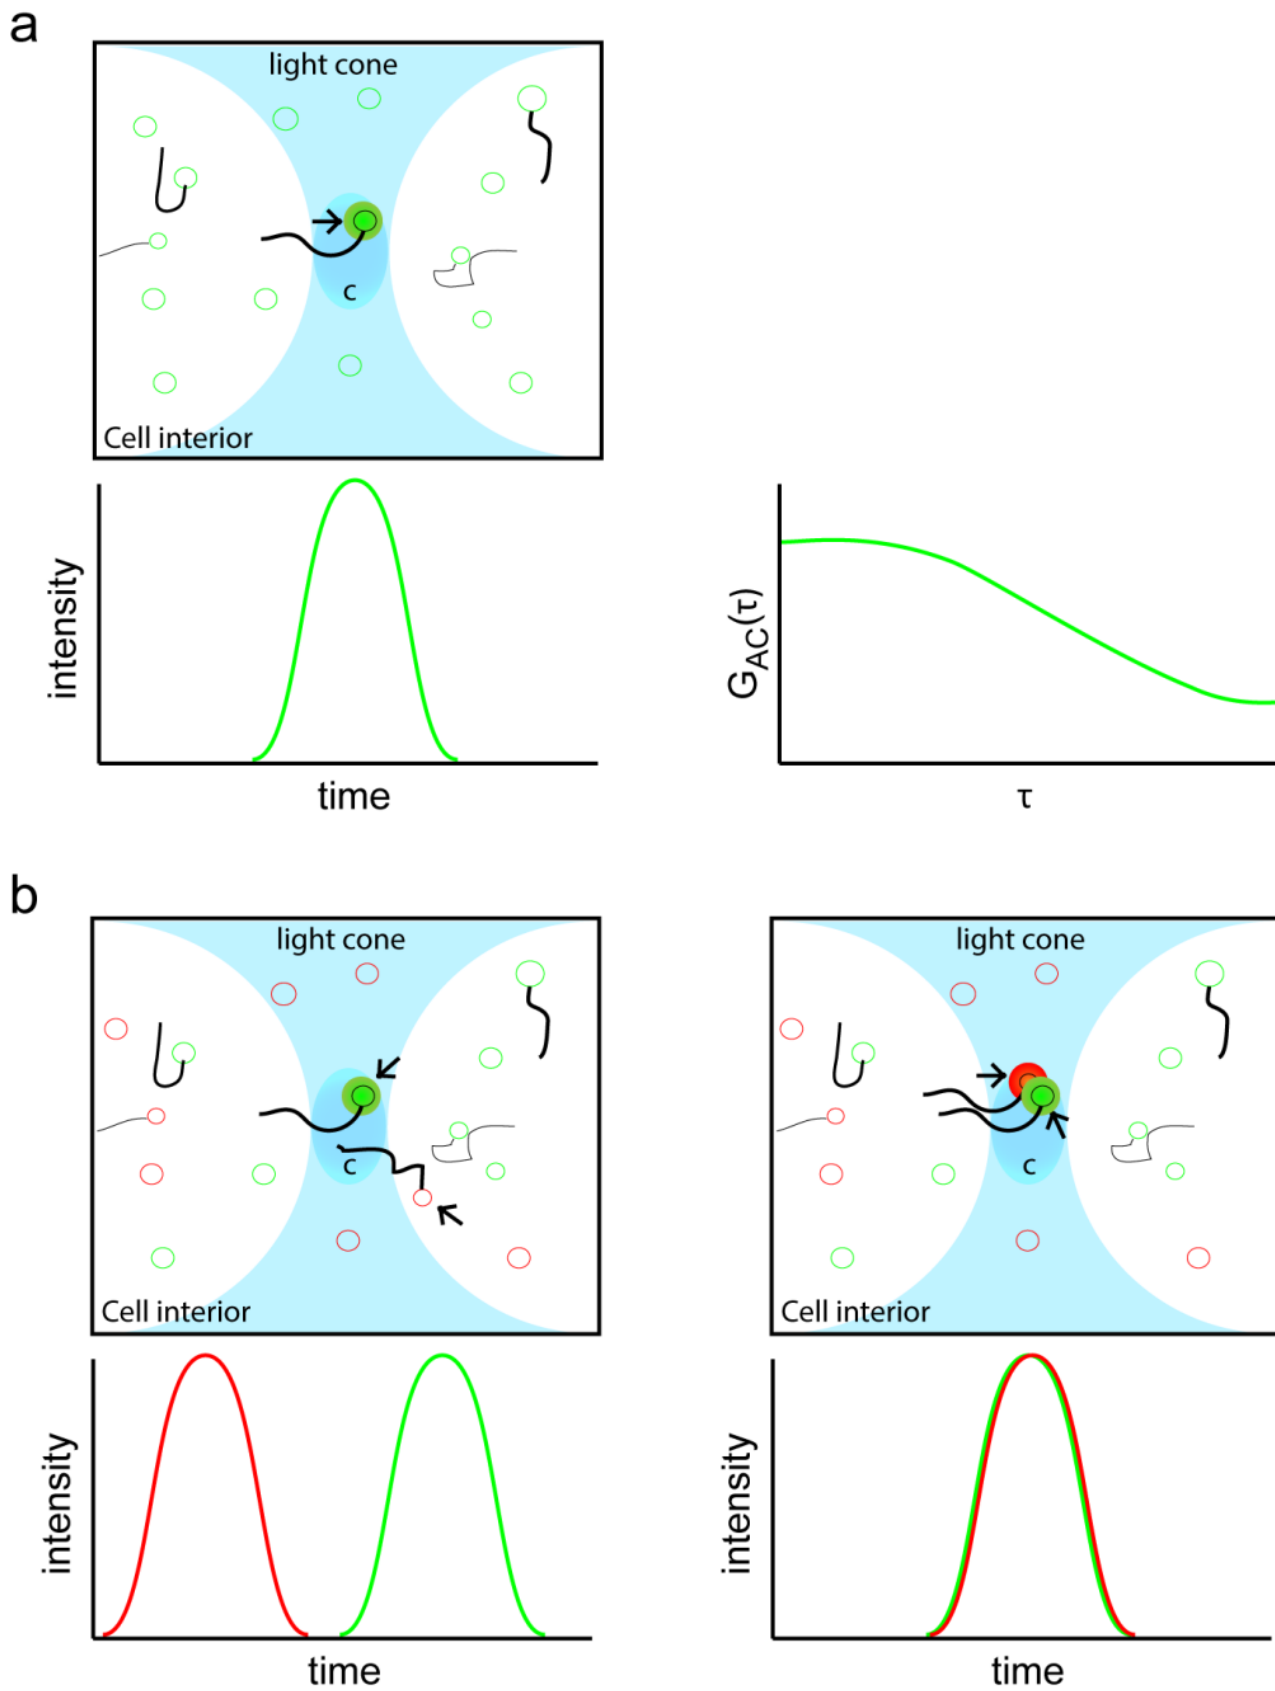 a
light cone
c
Cell interior
intensity
time
G_AC(τ)
τ
b
light cone
c
Cell interior
intensity
time
light cone
c
Cell interior
intensity
time